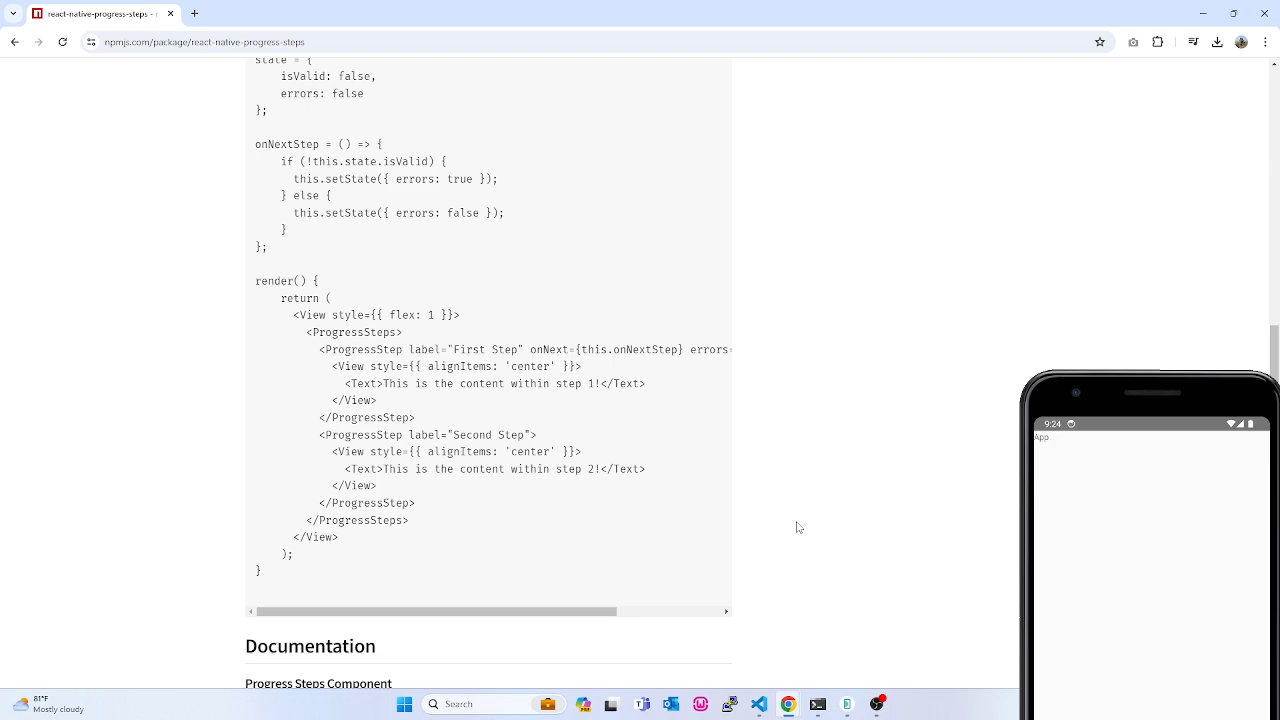 react-native-progress-steps - r
npmjs.com/package/react-native-progress-steps
state = {
isValid: false,
errors: false
};
onNextStep = () => {
if (!this.state.isValid) {
this.setState({ errors: true });
} else {
this.setState({ errors: false });
}
};
render() {
return (
<View style={{ flex: 1 }}>
<ProgressSteps>
<ProgressStep label="First Step" onNext={this.onNextStep} errors=
<View style={{ alignItems: 'center' }}>
<Text>This is the content within step 1!</Text>
</View>
</ProgressStep>
<ProgressStep label="Second Step">
<View style={{ alignItems: 'center' }}>
<Text>This is the content within step 2!</Text>
</View>
</ProgressStep>
</ProgressSteps>
</View>
);
}
Documentation
Progress Steps Component
9:24
App
81°F
Mostly cloudy
Search